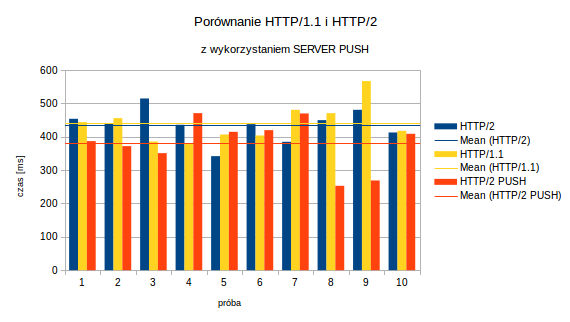 Porównanie HTTP/1.1 i HTTP/2
z wykorzystaniem SERVER PUSH
600
500
400
300
200
100
0
czas [ms]
1 2 3 4 5 6 7 8 9 10
próba
HTTP/2
Mean (HTTP/2)
HTTP/1.1
Mean (HTTP/1.1)
HTTP/2 PUSH
Mean (HTTP/2 PUSH)